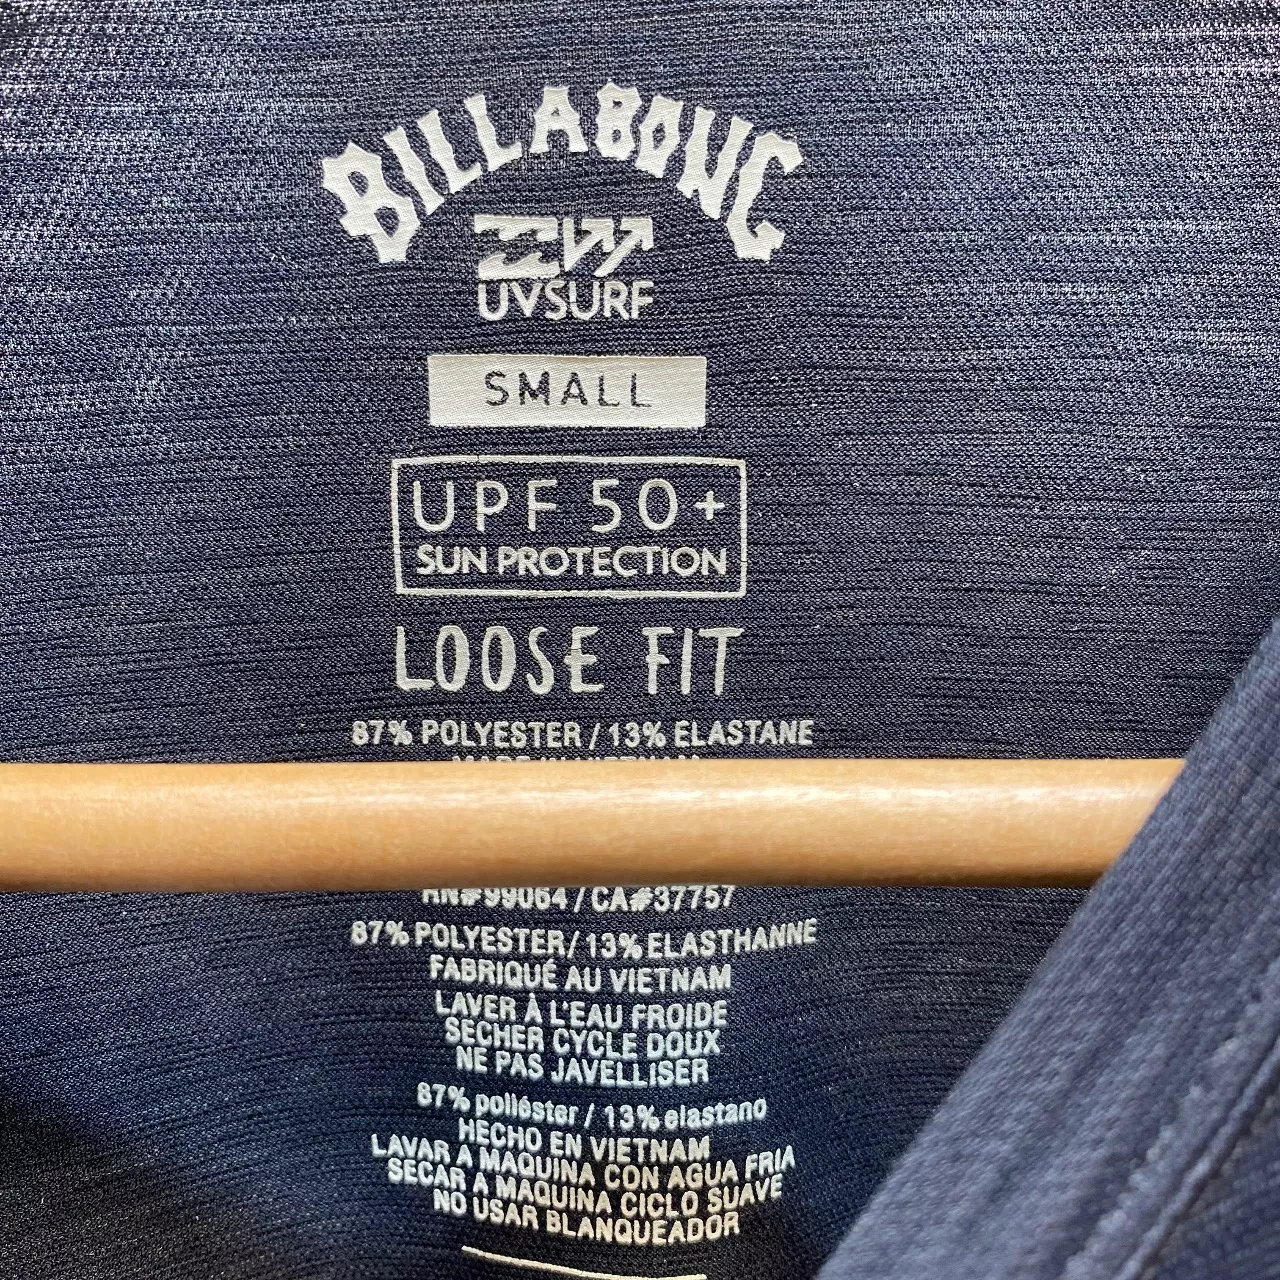 BILLABONG
UVSURF
SMALL
UPF 50+
SUN PROTECTION
LOOSE FIT
87% POLYESTER / 13% ELASTANE
RN#99064 / CA#37757
87% POLYESTER / 13% ELASTHANNE
FABRIQUÉ AU VIETNAM
LAVER À L'EAU FROIDE
SECHER CYCLE DOUX
NE PAS JAVELLISER
87% poliéster / 13% elastano
HECHO EN VIETNAM
LAVAR A MAQUINA CON AGUA FRIA
SECAR A MAQUINA CICLO SUAVE
NO USAR BLANQUEADOR